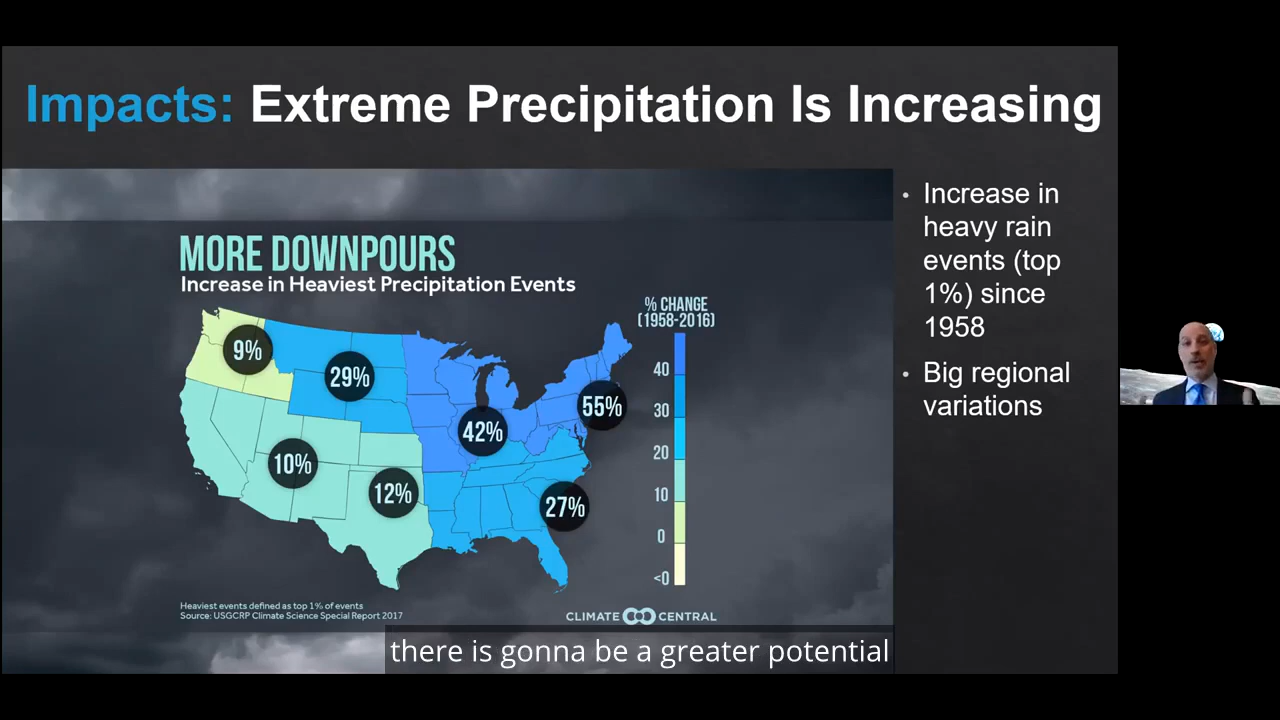 Impacts: Extreme Precipitation Is Increasing
MORE DOWNPOURS
Increase in Heaviest Precipitation Events
% CHANGE
(1958-2016)
9%
29%
42%
55%
10%
12%
27%
40
30
20
10
0
<0
Heaviest events defined as top 1% of events
Source: USGCRP Climate Science Special Report 2017
CLIMATE CENTRAL
• Increase in
heavy rain
events (top
1%) since
1958
• Big regional
variations
there is gonna be a greater potential